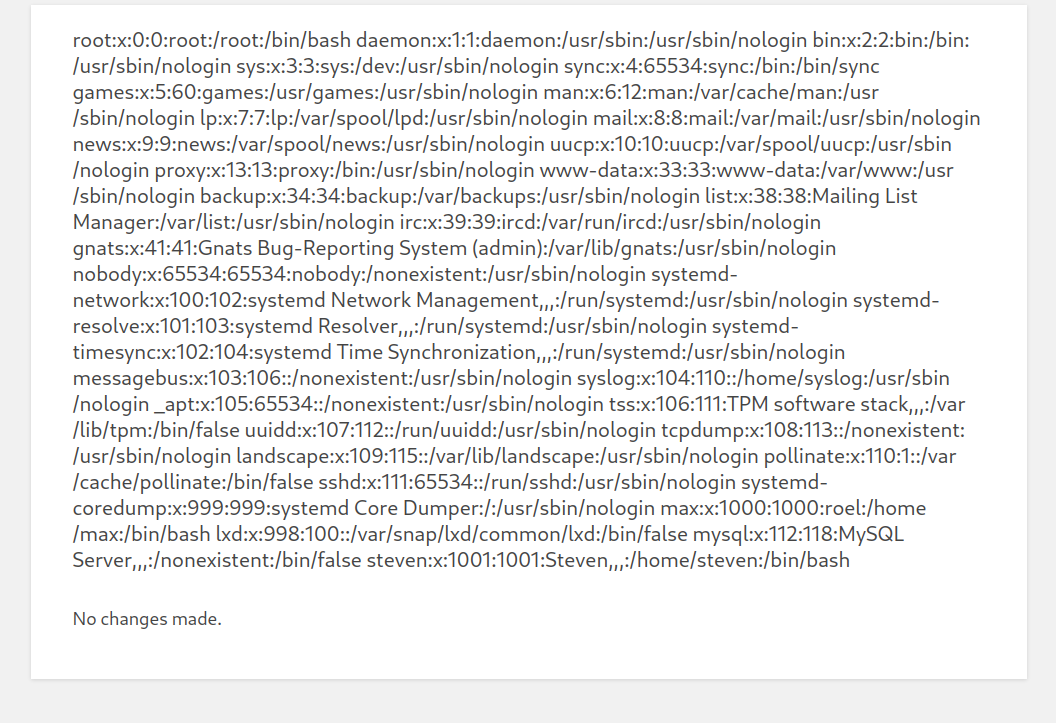 root:x:0:0:root:/root:/bin/bash daemon:x:1:1:daemon:/usr/sbin:/usr/sbin/nologin bin:x:2:2:bin:/bin:
/usr/sbin/nologin sys:x:3:3:sys:/dev:/usr/sbin/nologin sync:x:4:65534:sync:/bin:/bin/sync
games:x:5:60:games:/usr/games:/usr/sbin/nologin man:x:6:12:man:/var/cache/man:/usr
/sbin/nologin lp:x:7:7:lp:/var/spool/lpd:/usr/sbin/nologin mail:x:8:8:mail:/var/mail:/usr/sbin/nologin
news:x:9:9:news:/var/spool/news:/usr/sbin/nologin uucp:x:10:10:uucp:/var/spool/uucp:/usr/sbin
/nologin proxy:x:13:13:proxy:/bin:/usr/sbin/nologin www-data:x:33:33:www-data:/var/www:/usr
/sbin/nologin backup:x:34:34:backup:/var/backups:/usr/sbin/nologin list:x:38:38:Mailing List
Manager:/var/list:/usr/sbin/nologin irc:x:39:39:ircd:/var/run/ircd:/usr/sbin/nologin
gnats:x:41:41:Gnats Bug-Reporting System (admin):/var/lib/gnats:/usr/sbin/nologin
nobody:x:65534:65534:nobody:/nonexistent:/usr/sbin/nologin systemd-
network:x:100:102:systemd Network Management,,,:/run/systemd:/usr/sbin/nologin systemd-
resolve:x:101:103:systemd Resolver,,,:/run/systemd:/usr/sbin/nologin systemd-
timesync:x:102:104:systemd Time Synchronization,,,:/run/systemd:/usr/sbin/nologin
messagebus:x:103:106::/nonexistent:/usr/sbin/nologin syslog:x:104:110::/home/syslog:/usr/sbin
/nologin _apt:x:105:65534::/nonexistent:/usr/sbin/nologin tss:x:106:111:TPM software stack,,,:/var
/lib/tpm:/bin/false uuidd:x:107:112::/run/uuidd:/usr/sbin/nologin tcpdump:x:108:113::/nonexistent:
/usr/sbin/nologin landscape:x:109:115::/var/lib/landscape:/usr/sbin/nologin pollinate:x:110:1::/var
/cache/pollinate:/bin/false sshd:x:111:65534::/run/sshd:/usr/sbin/nologin systemd-
coredump:x:999:999:systemd Core Dumper:/:/usr/sbin/nologin max:x:1000:1000:roel:/home
/max:/bin/bash lxd:x:998:100::/var/snap/lxd/common/lxd:/bin/false mysql:x:112:118:MySQL
Server,,,:/nonexistent:/bin/false steven:x:1001:1001:Steven,,,:/home/steven:/bin/bash
No changes made.